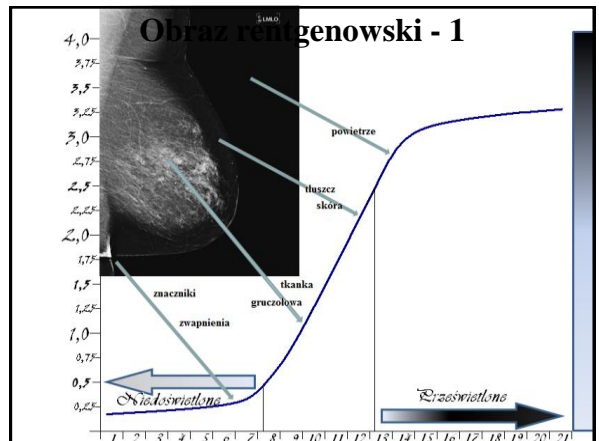 Obraz rentgenowski - 1
LMLO
4,0
3,75
3,5
3,25
3,0
2,75
2,5
2,25
2,0
1,75
1,5
1,25
1,0
0,75
0,5
0,25
powietrze
tłuszcz
skóra
tkanka
gruczołowa
znaczniki
zwapnienia
Niedoświetlone
Prześwietlone
1 2 3 4 5 6 7 8 9 10 11 12 13 14 15 16 17 18 19 20 21